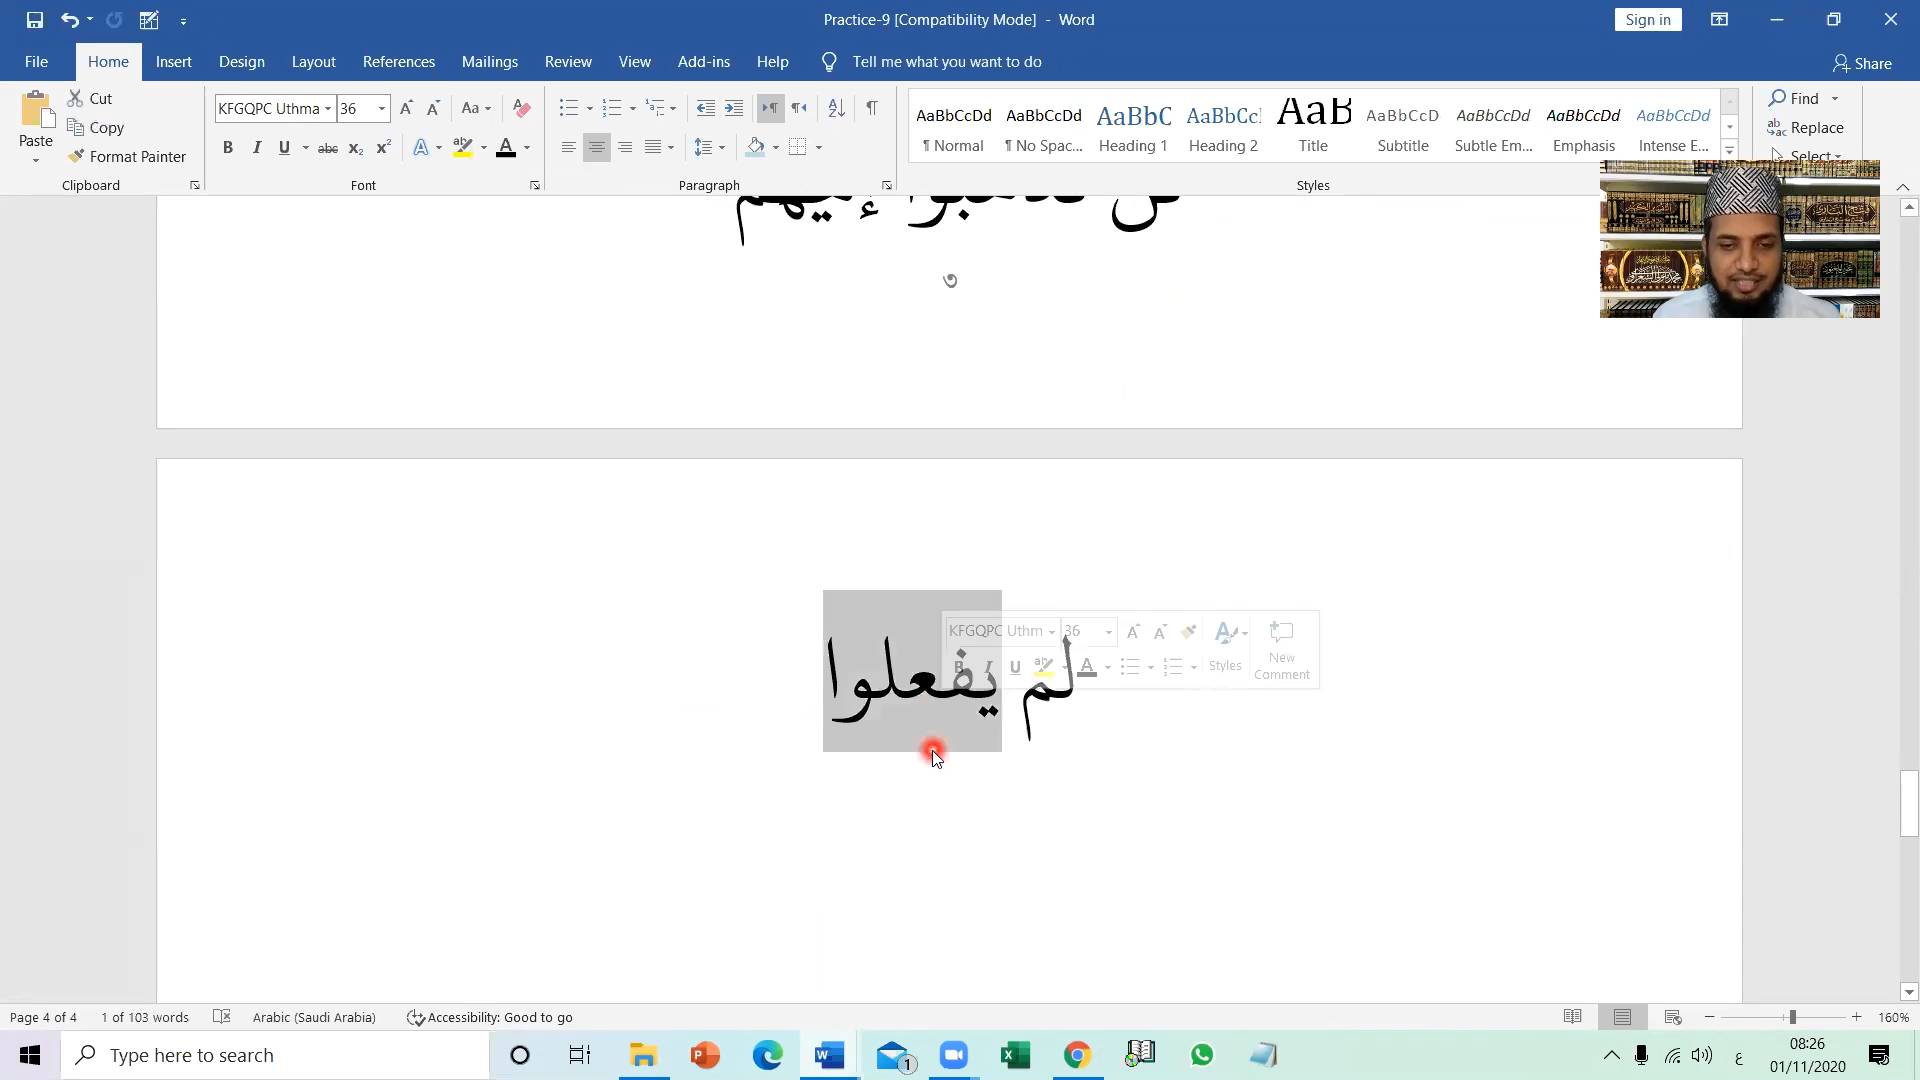 Practice-9 [Compatibility Mode] - Word
Sign in
File Home Insert Design Layout References Mailings Review View Add-ins Help Tell me what you want to do Share
Paste Cut Copy Format Painter Clipboard
KFGQPC Uthma 36 Font
Paragraph
AaBbCcDd AaBbCcDd AaBbC AaBbCc AaB AaBbCcD AaBbCcDd AaBbCcDd AaBbCcDd
¶ Normal ¶ No Spac... Heading 1 Heading 2 Title Subtitle Subtle Em... Emphasis Intense E...
Styles
Find Replace Select
KFGQPC Uthm 36
Styles New Comment
لم يفعلوا
Page 4 of 4 1 of 103 words Arabic (Saudi Arabia) Accessibility: Good to go 160%
Type here to search
1
ع
08:26
01/11/2020